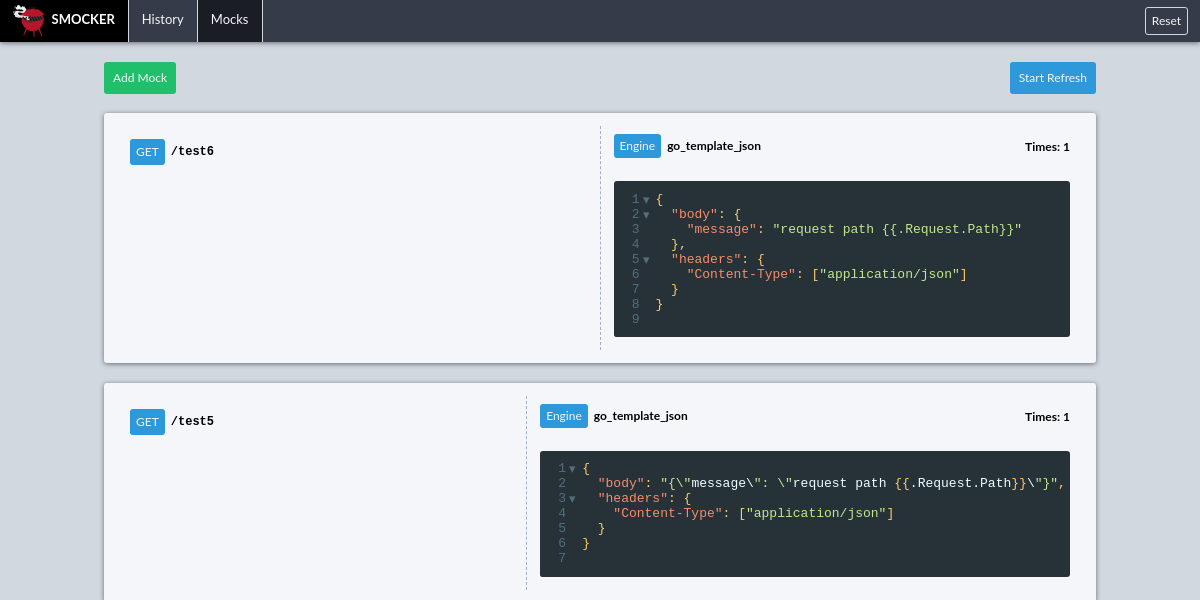 SMOCKER History Mocks Reset
Add Mock Start Refresh
GET /test6 Engine go_template_json Times: 1
1 {
2 "body": {
3 "message": "request path {{.Request.Path}}"
4 },
5 "headers": {
6 "Content-Type": ["application/json"]
7 }
8 }
9
GET /test5 Engine go_template_json Times: 1
1 {
2 "body": "{\"message\": \"request path {{.Request.Path}}\"}",
3 "headers": {
4 "Content-Type": ["application/json"]
5 }
6 }
7